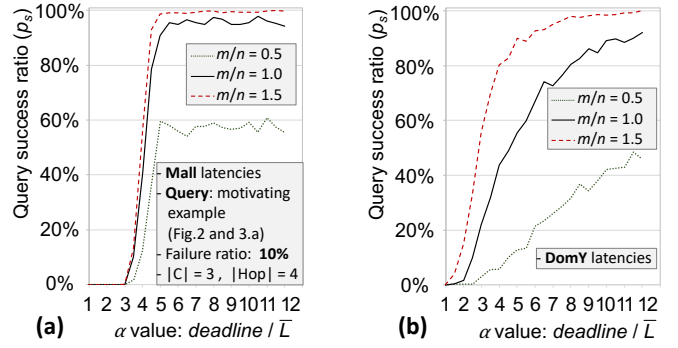 Query success ratio (pₛ)
100%
80%
60%
40%
20%
0%
m/n = 0.5
m/n = 1.0
m/n = 1.5
- Mall latencies
- Query: motivating
example
(Fig.2 and 3.a)
- Failure ratio: 10%
- |C| = 3 , |Hop| = 4
1 2 3 4 5 6 7 8 9 10 11 12
(a)
α value: deadline / L̅
Query success ratio (pₛ)
100%
80%
60%
40%
20%
0%
m/n = 0.5
m/n = 1.0
m/n = 1.5
- DomY latencies
1 2 3 4 5 6 7 8 9 10 11 12
(b)
α value: deadline / L̅